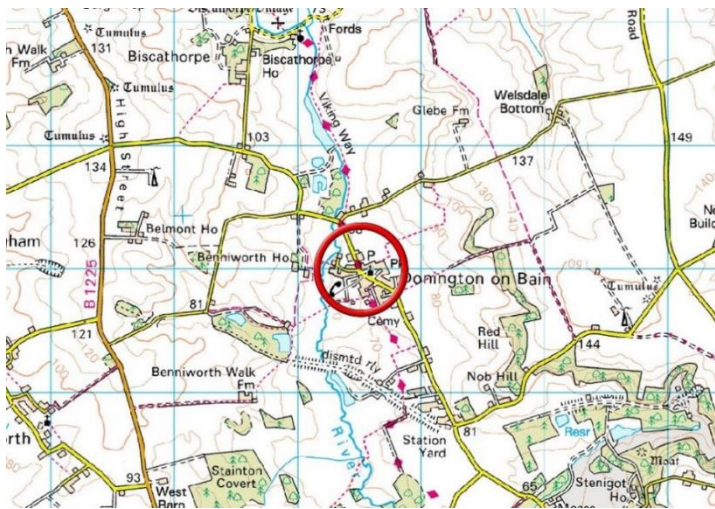 73
Fords
Walk
Fm
131
Tumulus
Biscathorpe
Biscathorpe
Ho
Tumulus
High Street
Viking Way
Welsdale
Bottom
Road
Glebe Fm
Tumulus
103
149
134
137
Belmont Ho
126
Benniworth Ho
P
Donington on Bain
B1225
81
Tumulus
121
Cemy
Red
Hill
144
dismtd rly
Benniworth Walk
Fm
Nob Hill
Station
Yard
81
Resr
River
Moat
93
Stainton
Covert
65
Stenigot
Ho
West
Barn